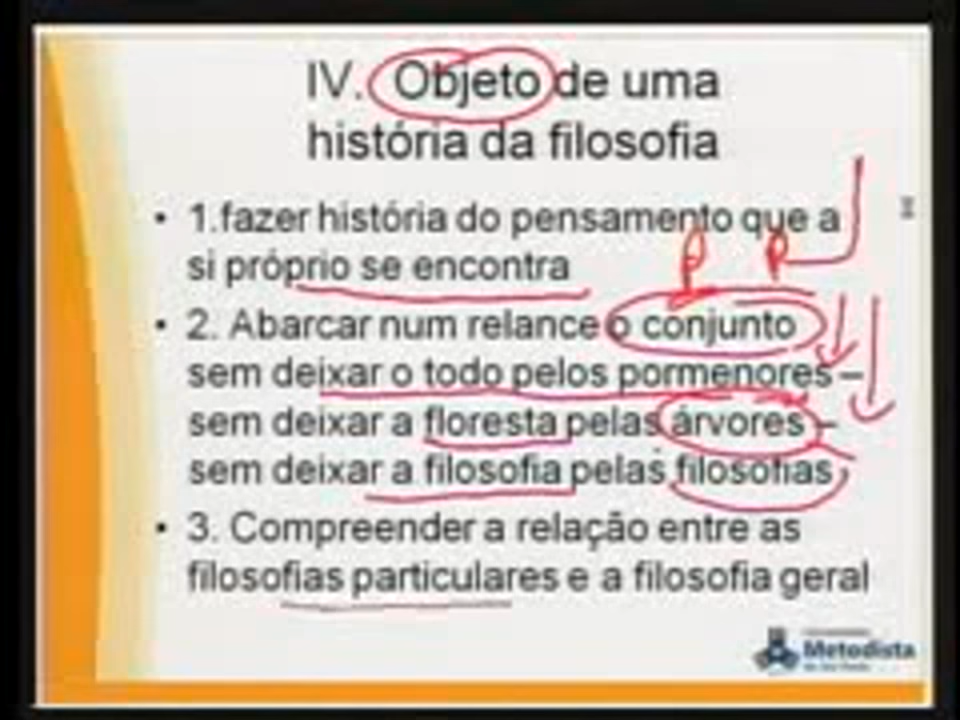 IV. Objeto de uma
história da filosofia
• 1.fazer história do pensamento que a
si próprio se encontra
P P
• 2. Abarcar num relance o conjunto
sem deixar o todo pelos pormenores –
sem deixar a floresta pelas árvores –
sem deixar a filosofia pelas filosofias
• 3. Compreender a relação entre as
filosofias particulares e a filosofia geral
Metodista